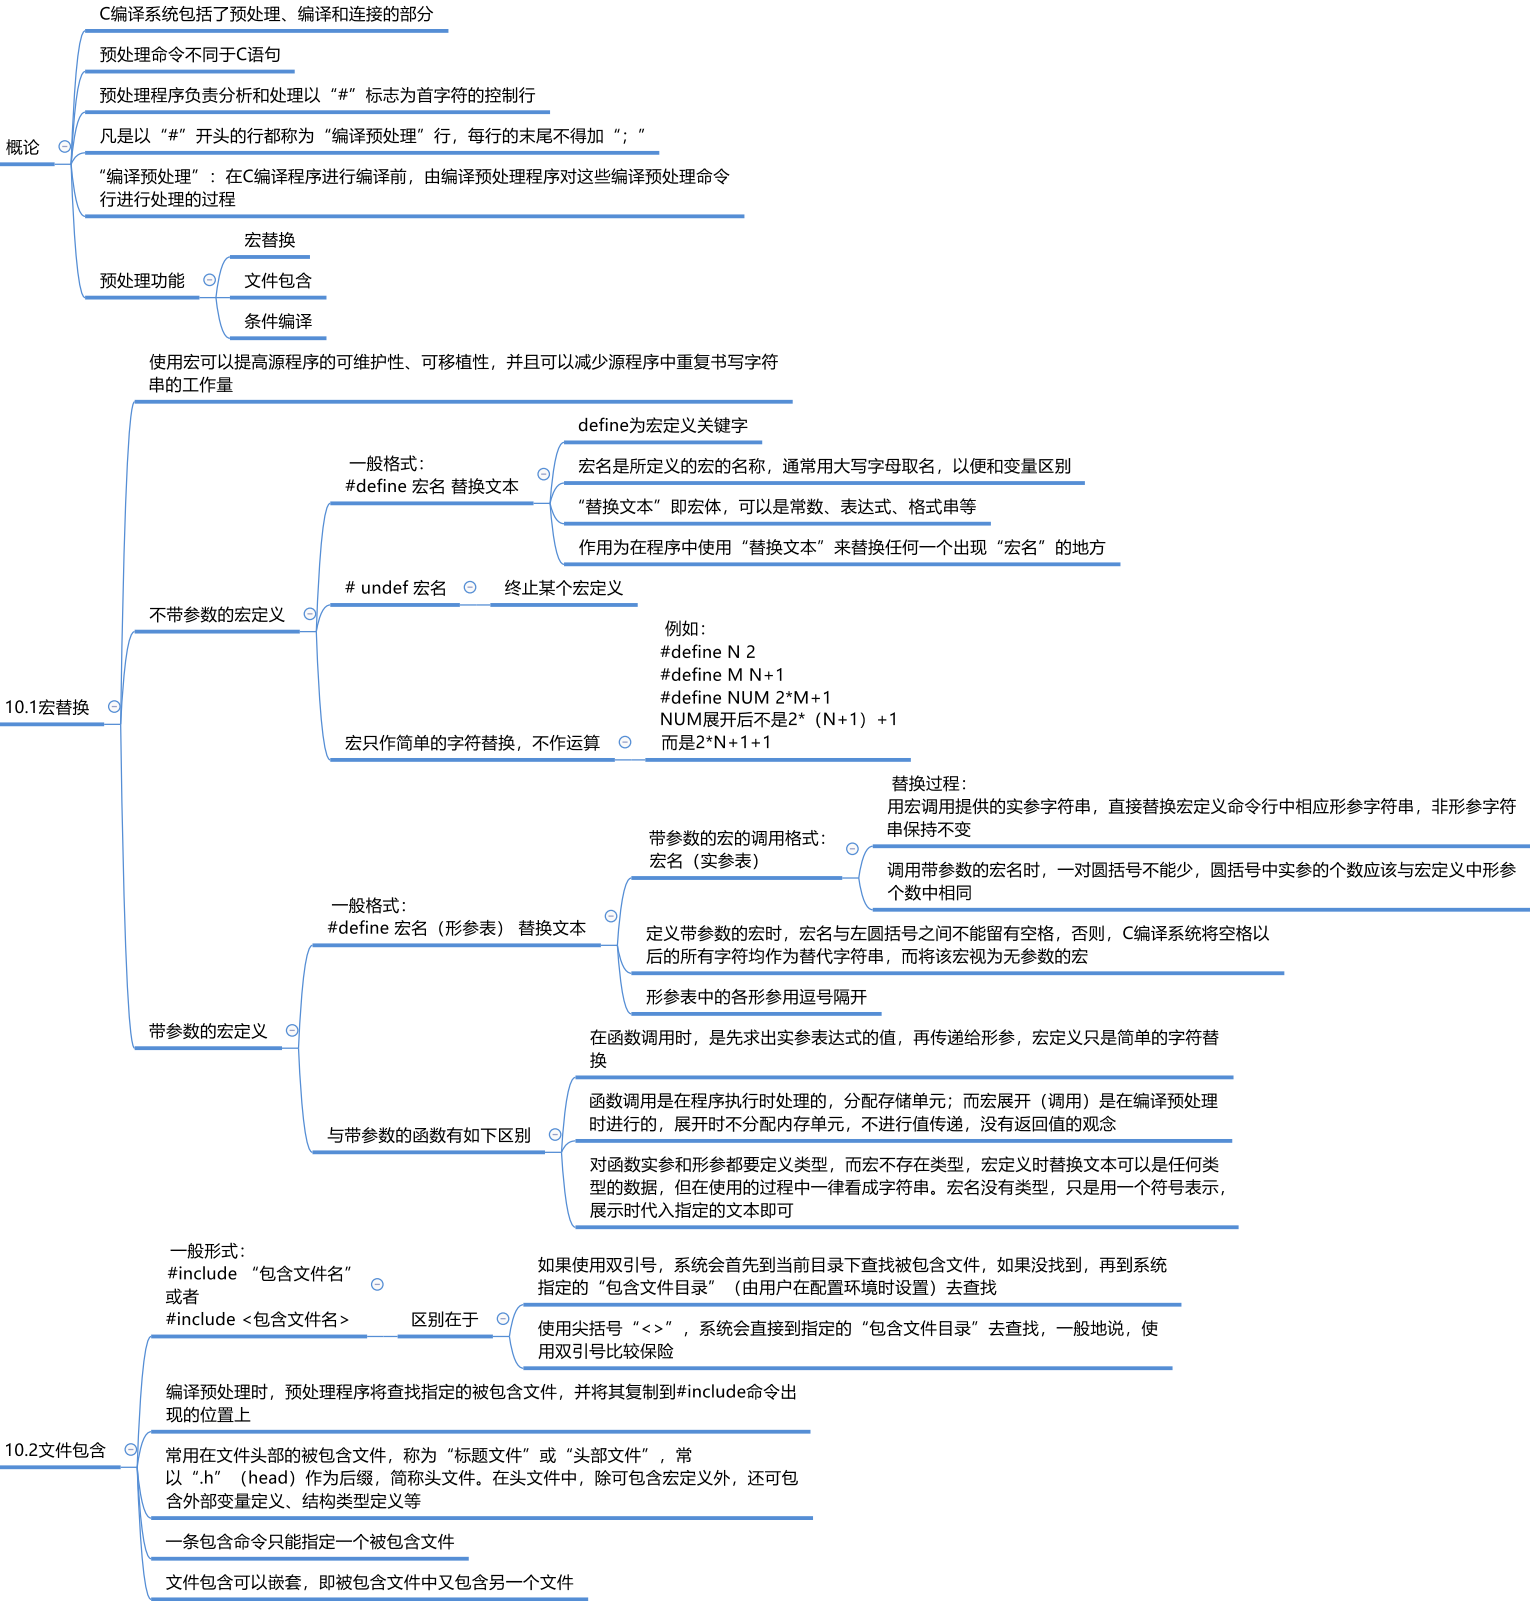 C编译系统包括了预处理、编译和连接的部分
预处理命令不同于C语句
预处理程序负责分析和处理以“#”标志为首字符的控制行
凡是以“#”开头的行都称为“编译预处理”行，每行的末尾不得加“；”
概论
“编译预处理”：在C编译程序进行编译前，由编译预处理程序对这些编译预处理命令
行进行处理的过程
宏替换
预处理功能
文件包含
条件编译
使用宏可以提高源程序的可维护性、可移植性，并且可以减少源程序中重复书写字符
串的工作量
define为宏定义关键字
一般格式：
#define 宏名 替换文本
宏名是所定义的宏的名称，通常用大写字母取名，以便和变量区别
“替换文本”即宏体，可以是常数、表达式、格式串等
作用为在程序中使用“替换文本”来替换任何一个出现“宏名”的地方
# undef 宏名
终止某个宏定义
不带参数的宏定义
例如：
#define N 2
#define M N+1
#define NUM 2*M+1
NUM展开后不是2*（N+1）+1
而是2*N+1+1
宏只作简单的字符替换，不作运算
10.1宏替换
替换过程：
用宏调用提供的实参字符串，直接替换宏定义命令行中相应形参字符串，非形参字符
串保持不变
带参数的宏的调用格式：
宏名（实参表）
调用带参数的宏名时，一对圆括号不能少，圆括号中实参的个数应该与宏定义中形参
个数中相同
一般格式：
#define 宏名（形参表） 替换文本
定义带参数的宏时，宏名与左圆括号之间不能留有空格，否则，C编译系统将空格以
后的所有字符均作为替代字符串，而将该宏视为无参数的宏
形参表中的各形参用逗号隔开
带参数的宏定义
在函数调用时，是先求出实参表达式的值，再传递给形参，宏定义只是简单的字符替
换
函数调用是在程序执行时处理的，分配存储单元；而宏展开（调用）是在编译预处理
时进行的，展开时不分配内存单元，不进行值传递，没有返回值的观念
与带参数的函数有如下区别
对函数实参和形参都要定义类型，而宏不存在类型，宏定义时替换文本可以是任何类
型的数据，但在使用的过程中一律看成字符串。宏名没有类型，只是用一个符号表示，
展示时代入指定的文本即可
一般形式：
#include “包含文件名”
或者
#include <包含文件名>
区别在于
如果使用双引号，系统会首先到当前目录下查找被包含文件，如果没找到，再到系统
指定的“包含文件目录”（由用户在配置环境时设置）去查找
使用尖括号“<>”，系统会直接到指定的“包含文件目录”去查找，一般地说，使
用双引号比较保险
编译预处理时，预处理程序将查找指定的被包含文件，并将其复制到#include命令出
现的位置上
10.2文件包含
常用在文件头部的被包含文件，称为“标题文件”或“头部文件”，常
以“.h”（head）作为后缀，简称头文件。在头文件中，除可包含宏定义外，还可包
含外部变量定义、结构类型定义等
一条包含命令只能指定一个被包含文件
文件包含可以嵌套，即被包含文件中又包含另一个文件